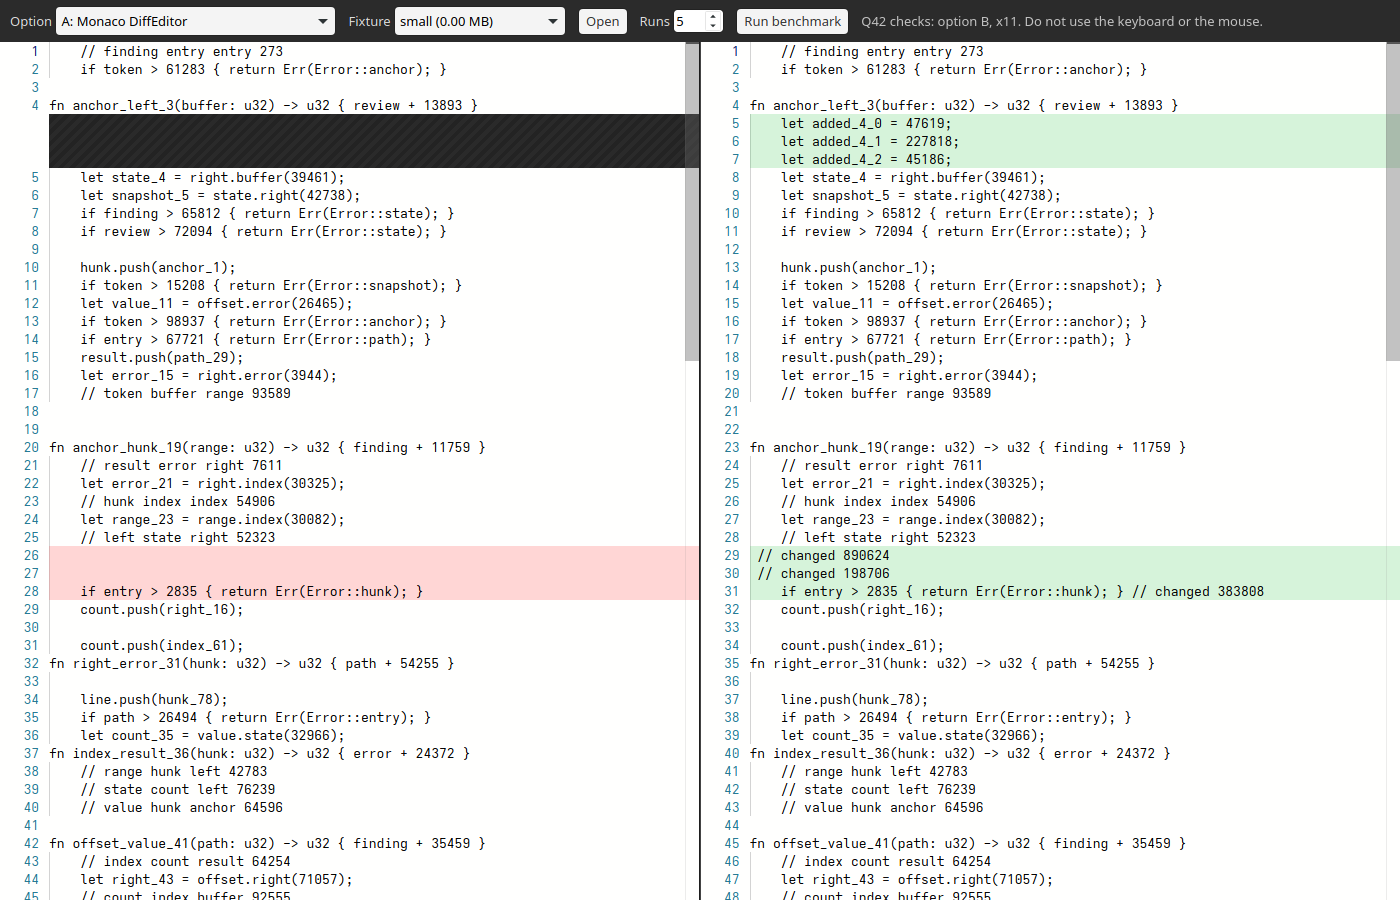 Option A: Monaco DiffEditor Fixture small (0.00 MB) Open Runs 5 Run benchmark Q42 checks: option B, x11. Do not use the keyboard or the mouse.
1 // finding entry entry 273
2 if token > 61283 { return Err(Error::anchor); }
3
4 fn anchor_left_3(buffer: u32) -> u32 { review + 13893 }
5 let state_4 = right.buffer(39461);
6 let snapshot_5 = state.right(42738);
7 if finding > 65812 { return Err(Error::state); }
8 if review > 72094 { return Err(Error::state); }
9
10 hunk.push(anchor_1);
11 if token > 15208 { return Err(Error::snapshot); }
12 let value_11 = offset.error(26465);
13 if token > 98937 { return Err(Error::anchor); }
14 if entry > 67721 { return Err(Error::path); }
15 result.push(path_29);
16 let error_15 = right.error(3944);
17 // token buffer range 93589
18
19
20 fn anchor_hunk_19(range: u32) -> u32 { finding + 11759 }
21 // result error right 7611
22 let error_21 = right.index(30325);
23 // hunk index index 54906
24 let range_23 = range.index(30082);
25 // left state right 52323
26
27
28 if entry > 2835 { return Err(Error::hunk); }
29 count.push(right_16);
30
31 count.push(index_61);
32 fn right_error_31(hunk: u32) -> u32 { path + 54255 }
33
34 line.push(hunk_78);
35 if path > 26494 { return Err(Error::entry); }
36 let count_35 = value.state(32966);
37 fn index_result_36(hunk: u32) -> u32 { error + 24372 }
38 // range hunk left 42783
39 // state count left 76239
40 // value hunk anchor 64596
41
42 fn offset_value_41(path: u32) -> u32 { finding + 35459 }
43 // index count result 64254
44 let right_43 = offset.right(71057);
45 // count index buffer 92555
1 // finding entry entry 273
2 if token > 61283 { return Err(Error::anchor); }
3
4 fn anchor_left_3(buffer: u32) -> u32 { review + 13893 }
5 let added_4_0 = 47619;
6 let added_4_1 = 227818;
7 let added_4_2 = 45186;
8 let state_4 = right.buffer(39461);
9 let snapshot_5 = state.right(42738);
10 if finding > 65812 { return Err(Error::state); }
11 if review > 72094 { return Err(Error::state); }
12
13 hunk.push(anchor_1);
14 if token > 15208 { return Err(Error::snapshot); }
15 let value_11 = offset.error(26465);
16 if token > 98937 { return Err(Error::anchor); }
17 if entry > 67721 { return Err(Error::path); }
18 result.push(path_29);
19 let error_15 = right.error(3944);
20 // token buffer range 93589
21
22
23 fn anchor_hunk_19(range: u32) -> u32 { finding + 11759 }
24 // result error right 7611
25 let error_21 = right.index(30325);
26 // hunk index index 54906
27 let range_23 = range.index(30082);
28 // left state right 52323
29 // changed 890624
30 // changed 198706
31 if entry > 2835 { return Err(Error::hunk); } // changed 383808
32 count.push(right_16);
33
34 count.push(index_61);
35 fn right_error_31(hunk: u32) -> u32 { path + 54255 }
36
37 line.push(hunk_78);
38 if path > 26494 { return Err(Error::entry); }
39 let count_35 = value.state(32966);
40 fn index_result_36(hunk: u32) -> u32 { error + 24372 }
41 // range hunk left 42783
42 // state count left 76239
43 // value hunk anchor 64596
44
45 fn offset_value_41(path: u32) -> u32 { finding + 35459 }
46 // index count result 64254
47 let right_43 = offset.right(71057);
48 // count index buffer 92555